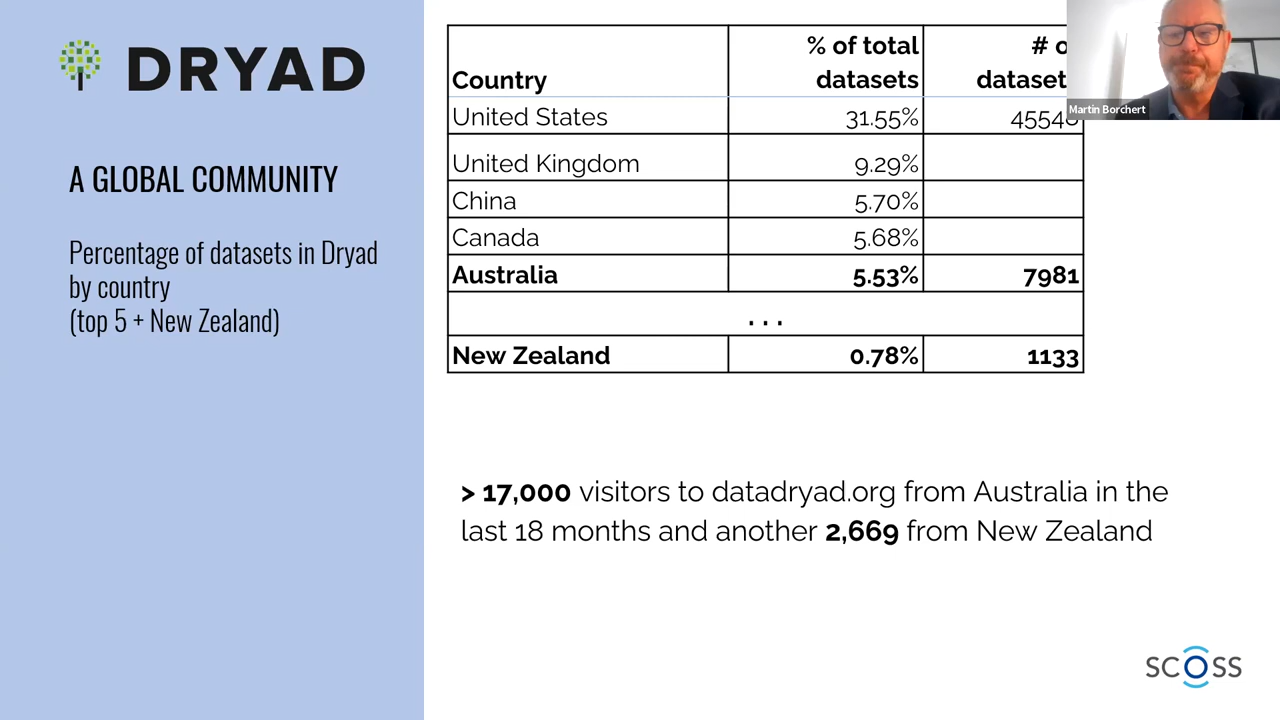 DRYAD
A GLOBAL COMMUNITY
Percentage of datasets in Dryad
by country
(top 5 + New Zealand)
Country % of total datasets #
United States 31.55%
United Kingdom 9.29%
China 5.70%
Canada 5.68%
Australia 5.53% 7981
...
New Zealand 0.78% 1133
> 17,000 visitors to datadryad.org from Australia in the
last 18 months and another 2,669 from New Zealand
Martin Borchert
SCOSS